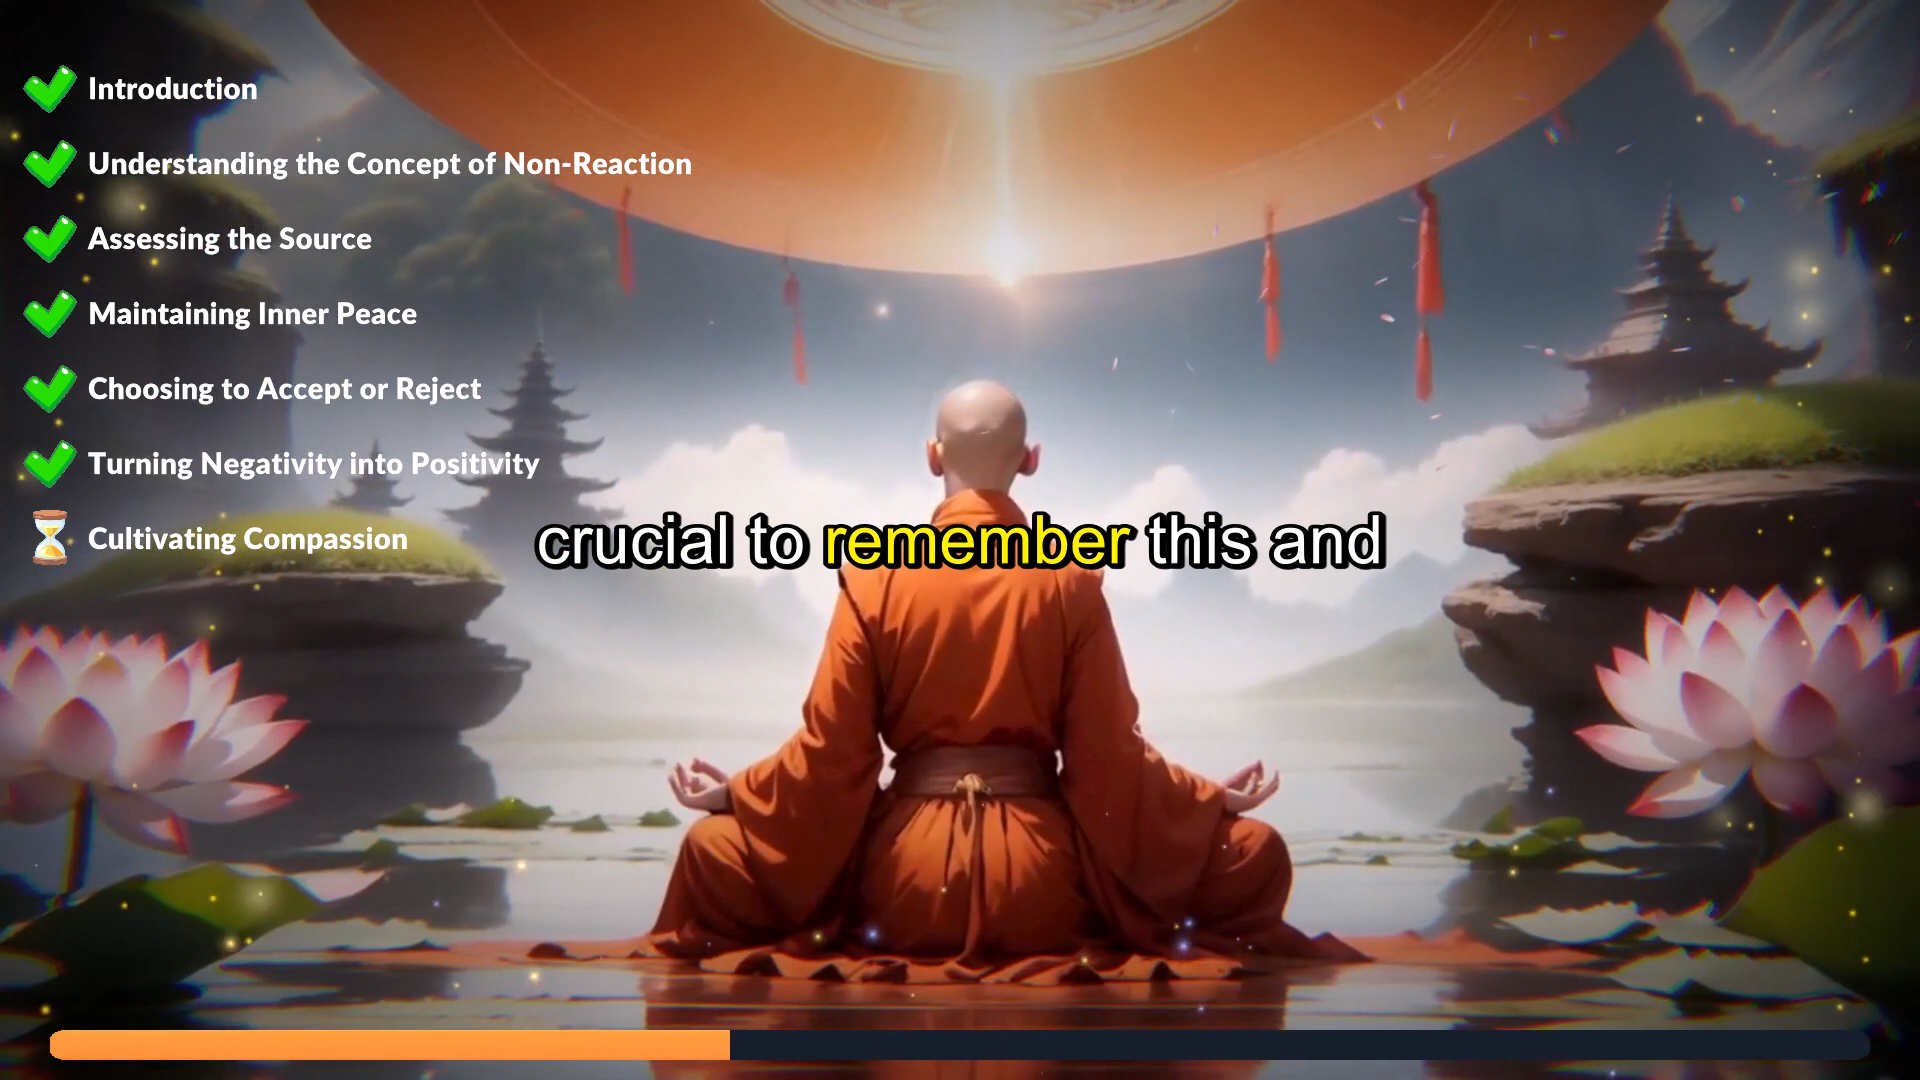 Introduction
Understanding the Concept of Non-Reaction
Assessing the Source
Maintaining Inner Peace
Choosing to Accept or Reject
Turning Negativity into Positivity
Cultivating Compassion
crucial to remember this and